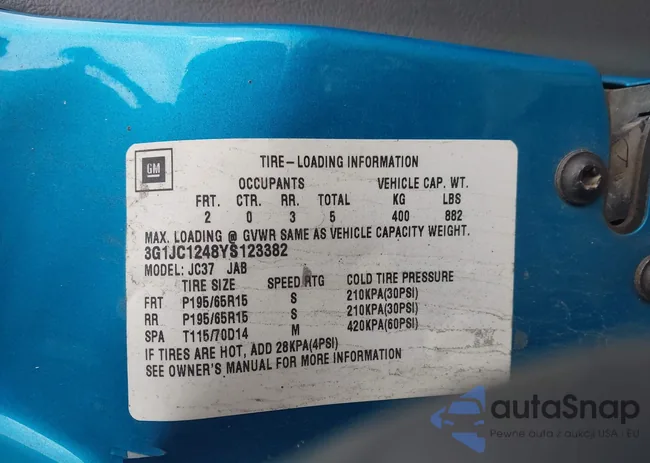 GM
TIRE-LOADING INFORMATION
OCCUPANTS VEHICLE CAP. WT.
FRT. CTR. RR. TOTAL KG LBS
2 0 3 5 400 882
MAX. LOADING @ GVWR SAME AS VEHICLE CAPACITY WEIGHT.
3G1JC1248YS123382
MODEL: JC37 JAB
TIRE SIZE SPEED RTG COLD TIRE PRESSURE
FRT P195/65R15 S 210KPA(30PSI)
RR P195/65R15 S 210KPA(30PSI)
SPA T115/70D14 M 420KPA(60PSI)
IF TIRES ARE HOT, ADD 28KPA(4PSI)
SEE OWNER'S MANUAL FOR MORE INFORMATION
autaSnap
Pewne auta z aukcji USA - EU